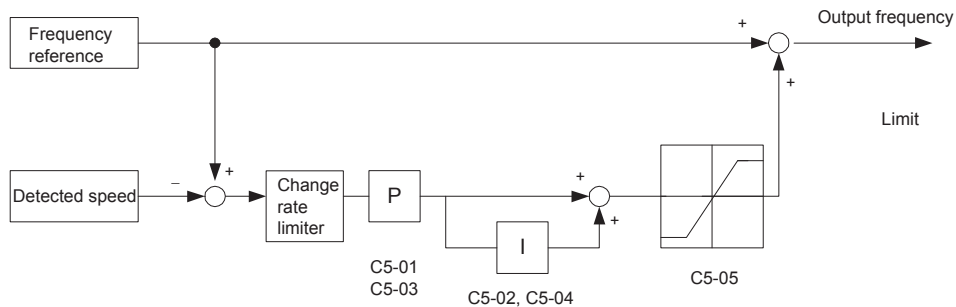 Frequency
reference
+
+
Output frequency
+
Limit
Detected speed
−
+
Change
rate
limiter
P
+
+
I
C5-01
C5-03
C5-02, C5-04
C5-05